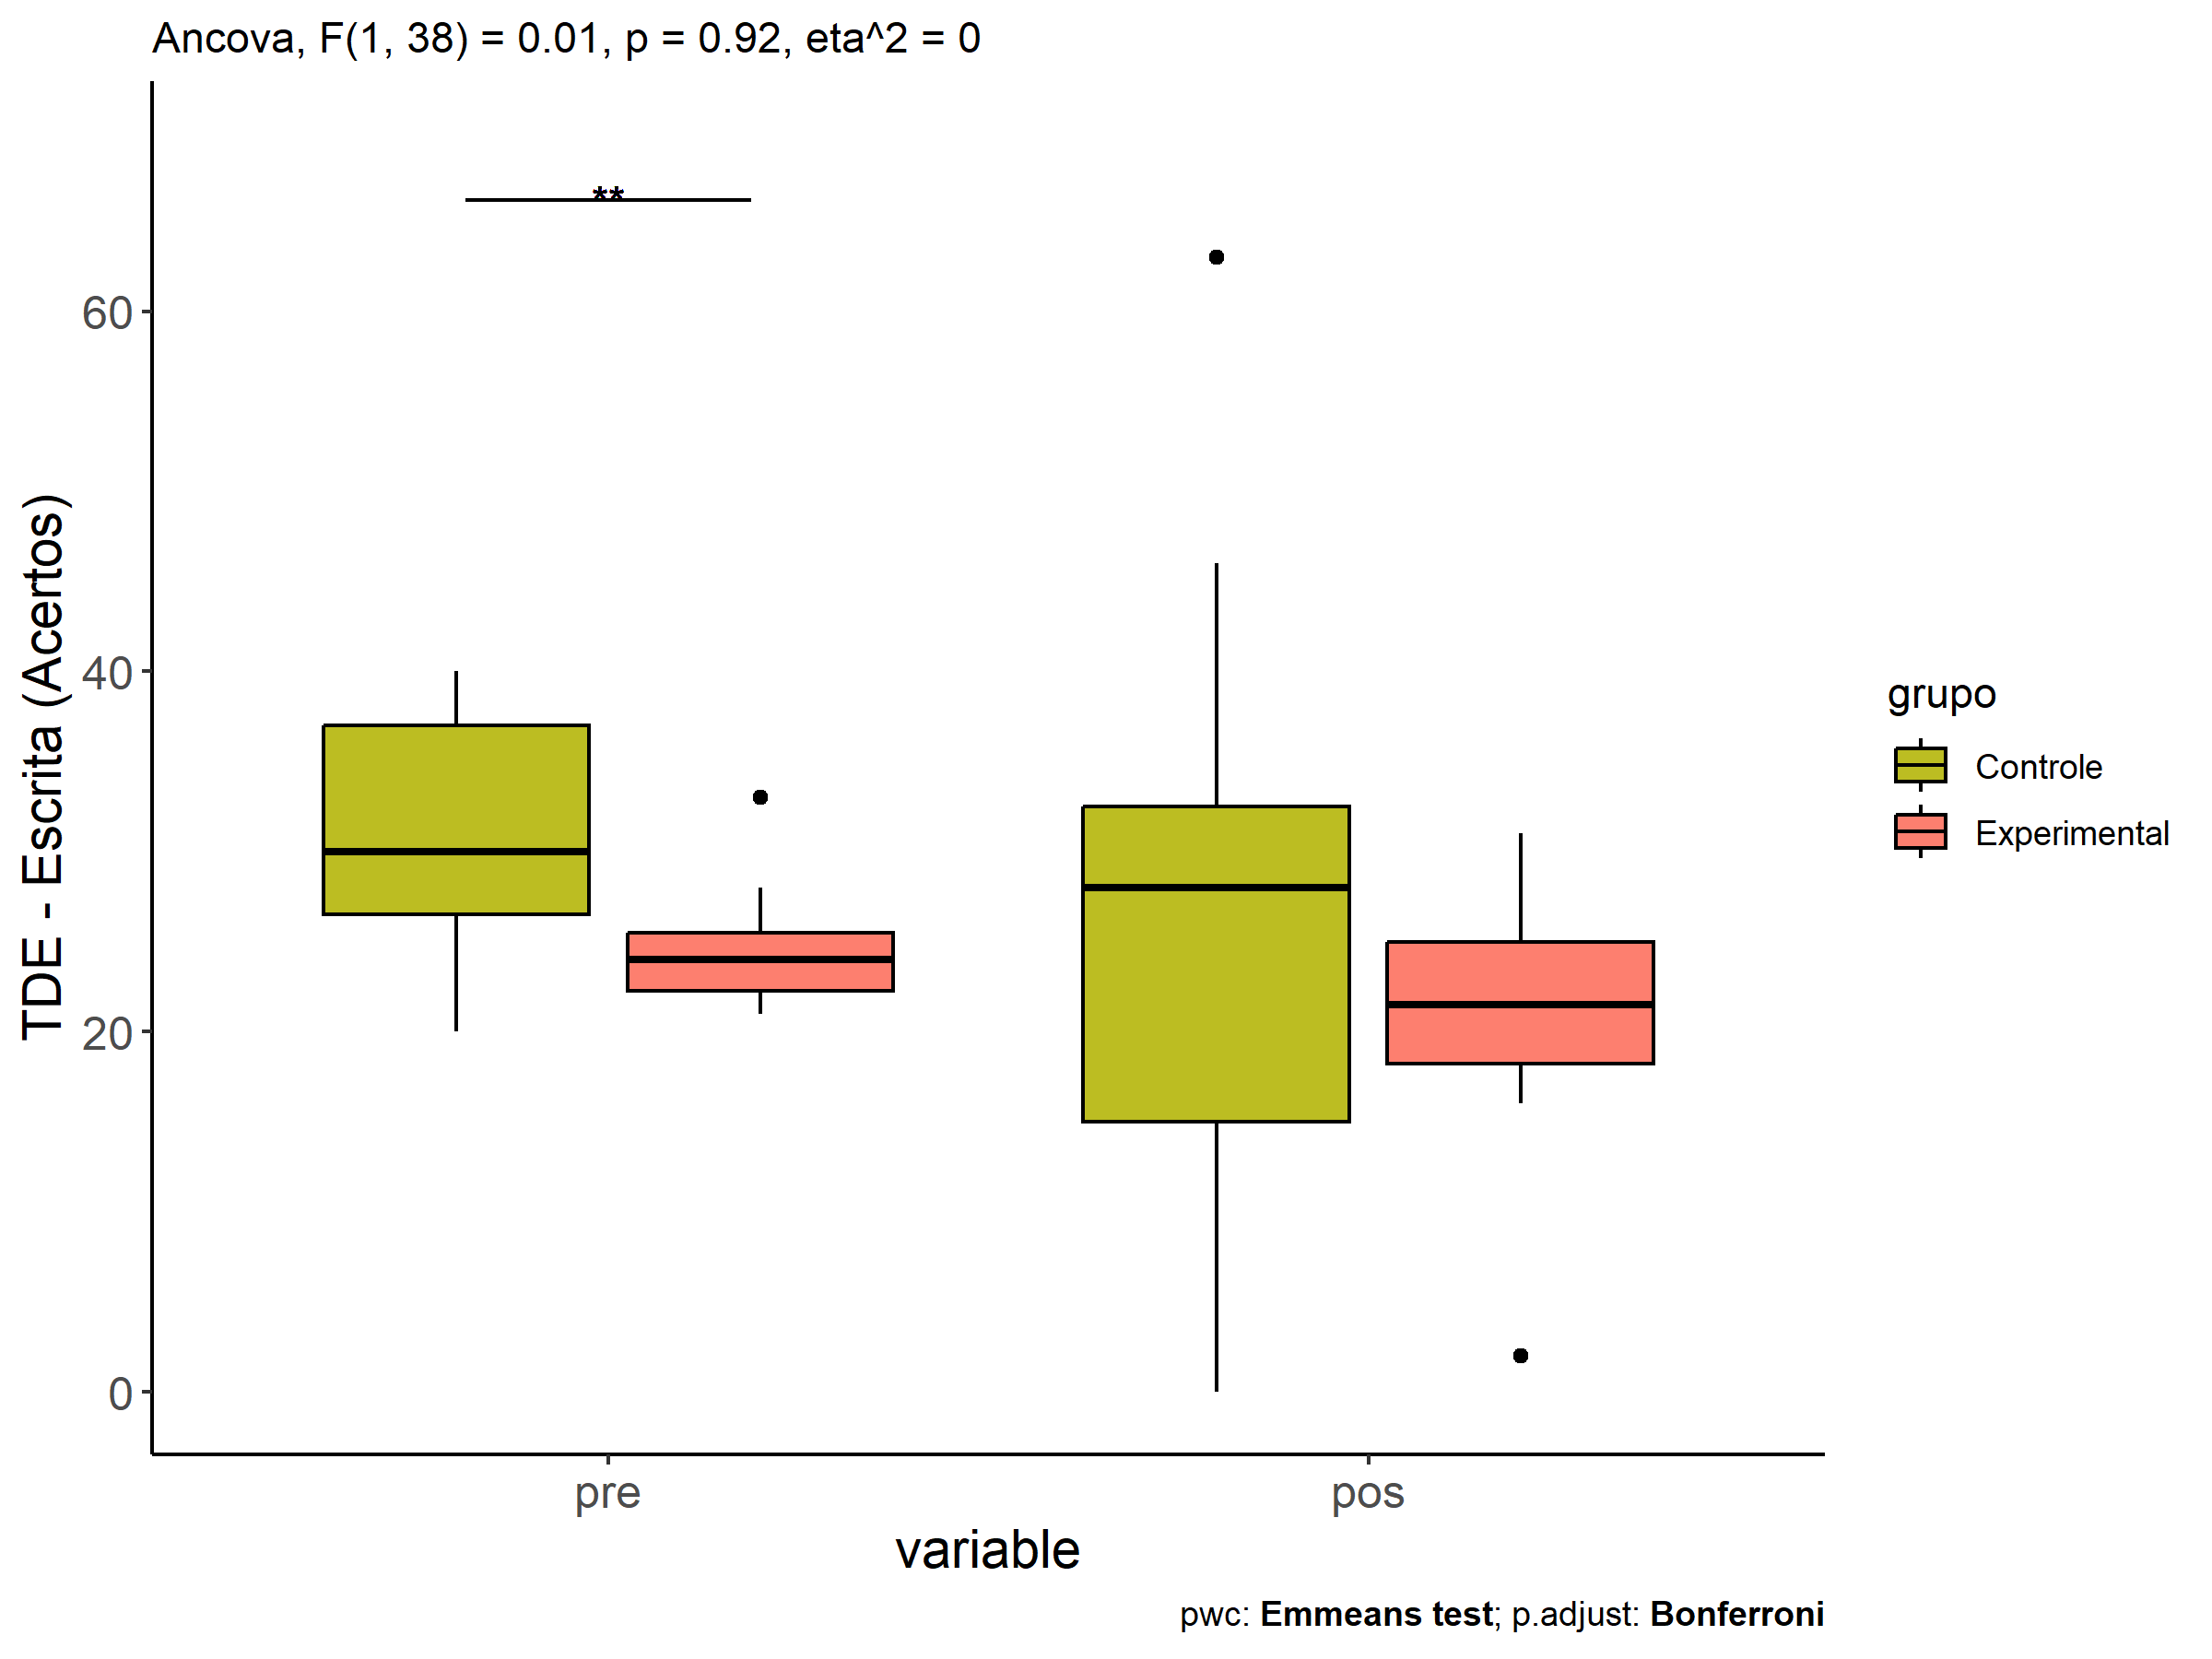 Ancova, F(1, 38) = 0.01, p = 0.92, eta^2 = 0
**
TDE - Escrita (Acertos)
60
40
20
0
pre
pos
variable
grupo
Controle
Experimental
pwc: Emmeans test; p.adjust: Bonferroni